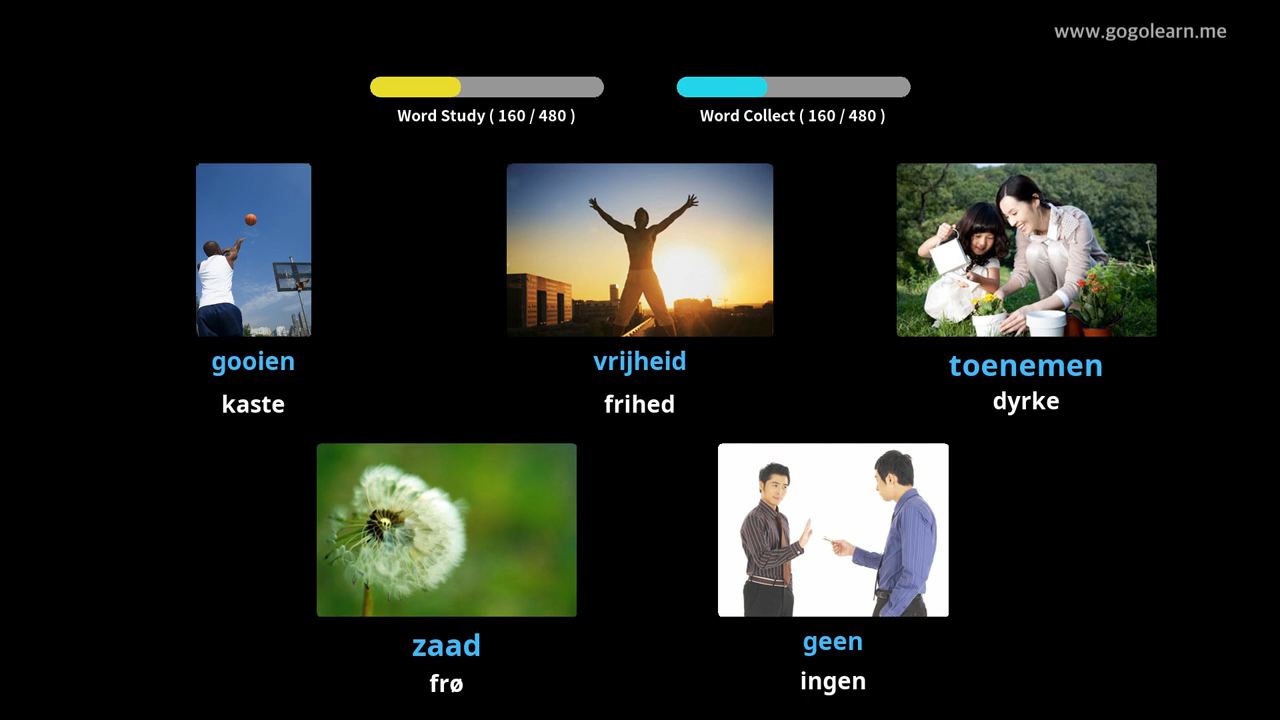 www.gogolearn.me
Word Study ( 160 / 480 )
Word Collect ( 160 / 480 )
gooien
kaste
vrijheid
frihed
toenemen
dyrke
zaad
frø
geen
ingen